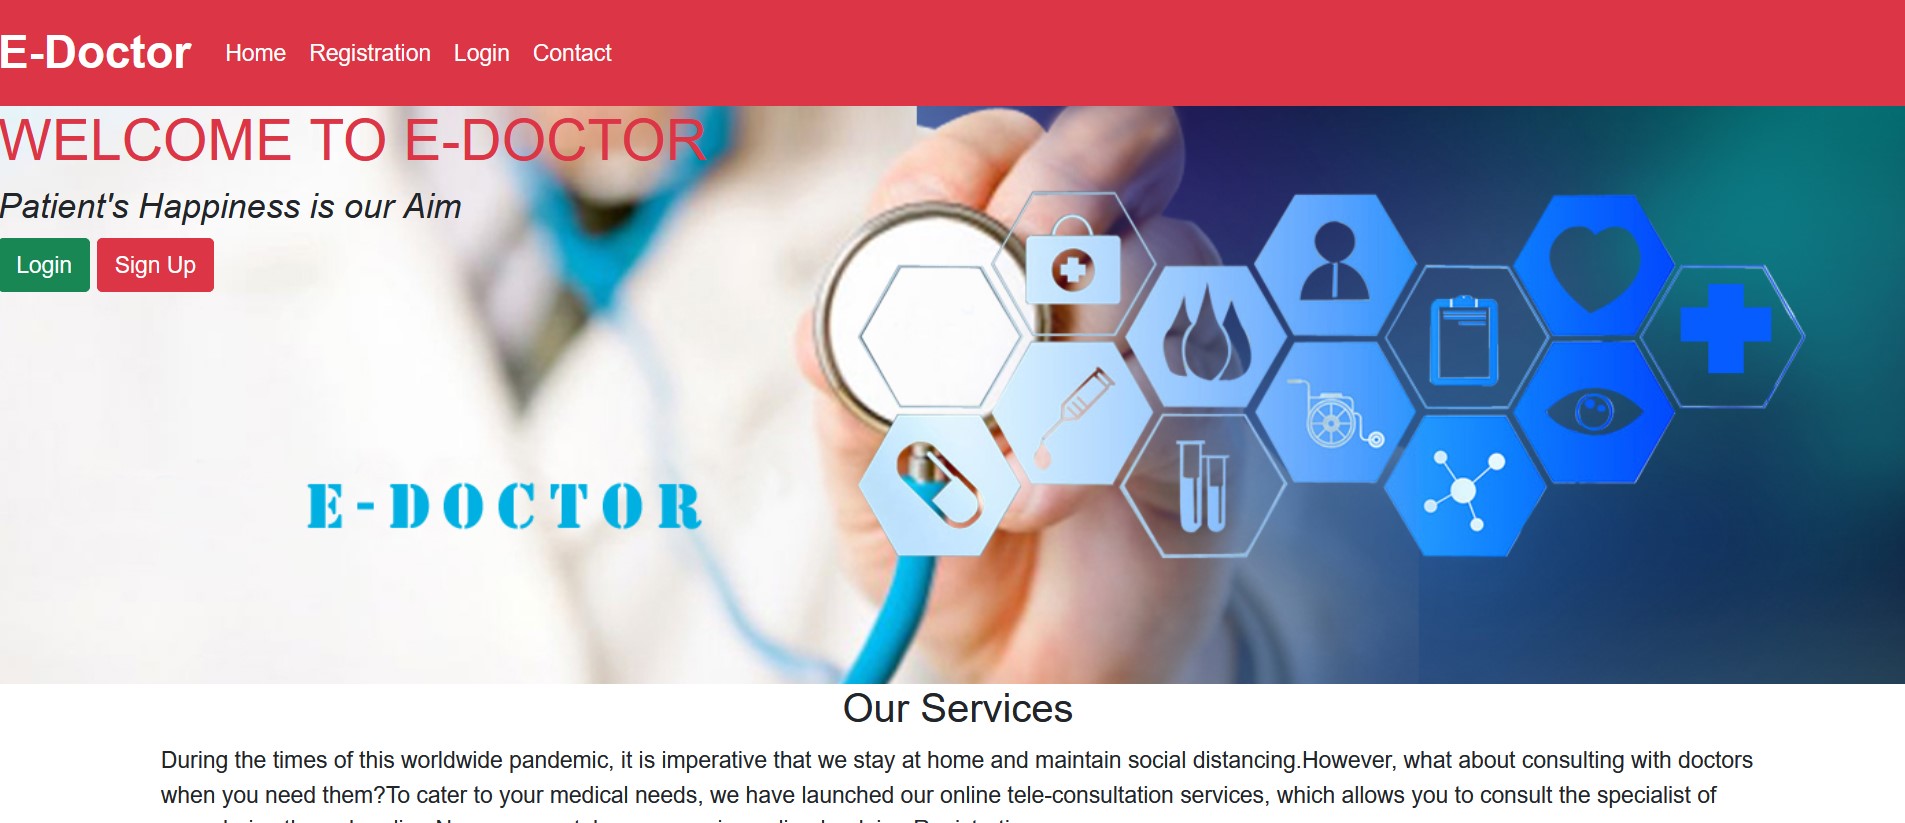 E-Doctor Home Registration Login Contact
WELCOME TO E-DOCTOR
Patient's Happiness is our Aim
Login Sign Up
E-DOCTOR
Our Services
During the times of this worldwide pandemic, it is imperative that we stay at home and maintain social distancing.However, what about consulting with doctors
when you need them?To cater to your medical needs, we have launched our online tele-consultation services, which allows you to consult the specialist of